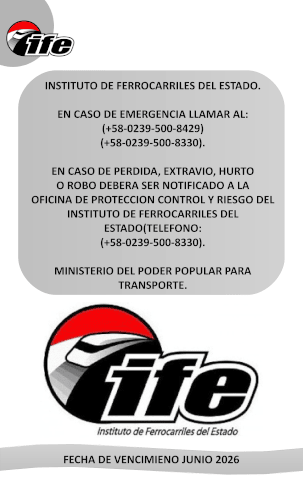 ife
INSTITUTO DE FERROCARRILES DEL ESTADO.
EN CASO DE EMERGENCIA LLAMAR AL:
(+58-0239-500-8429)
(+58-0239-500-8330).
EN CASO DE PERDIDA, EXTRAVIO, HURTO
O ROBO DEBERA SER NOTIFICADO A LA
OFICINA DE PROTECCION CONTROL Y RIESGO DEL
INSTITUTO DE FERROCARRILES DEL
ESTADO(TELEFONO:
(+58-0239-500-8330).
MINISTERIO DEL PODER POPULAR PARA
TRANSPORTE.
ife
Instituto de Ferrocarriles del Estado
FECHA DE VENCIMIENO JUNIO 2026